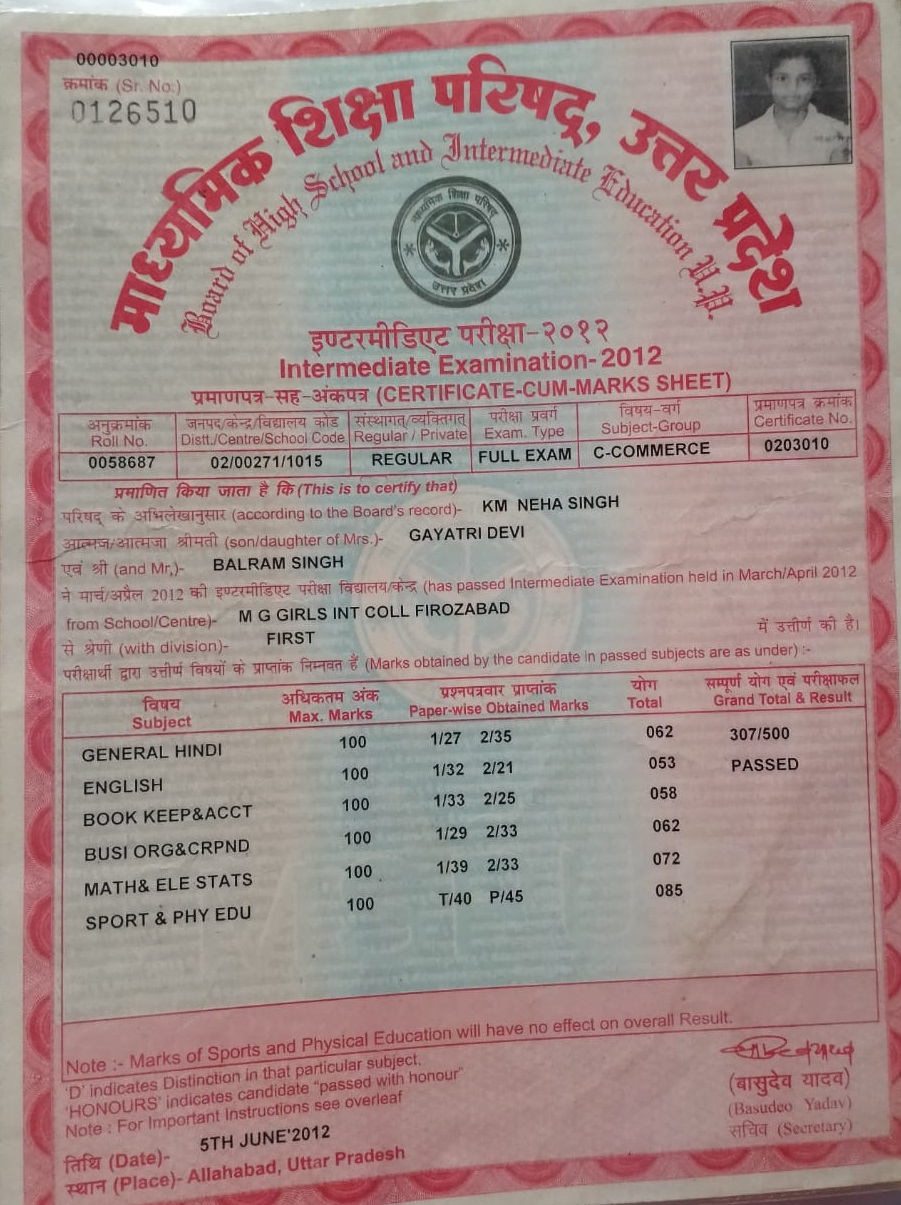 00003010
क्रमांक (Sr. No.)
0126510
माध्यमिक शिक्षा परिषद्, उत्तर प्रदेश
Board of High School and Intermediate Education U.P.
माध्यमिक शिक्षा परिषद
उत्तर प्रदेश
इण्टरमीडिएट परीक्षा-२०१२
Intermediate Examination-2012
प्रमाणपत्र-सह-अंकपत्र (CERTIFICATE-CUM-MARKS SHEET)
अनुक्रमांक जनपद/केन्द्र/विद्यालय कोड संस्थागत/व्यक्तिगत् परीक्षा प्रवर्ग विषय-वर्ग प्रमाणपत्र क्रमांक
Roll No. Distt./Centre/School Code Regular / Private Exam. Type Subject-Group Certificate No.
0058687 02/00271/1015 REGULAR FULL EXAM C-COMMERCE 0203010
प्रमाणित किया जाता है कि (This is to certify that)
परिषद् के अभिलेखानुसार (according to the Board's record)- KM NEHA SINGH
आत्मज/आत्मजा श्रीमती (son/daughter of Mrs.)- GAYATRI DEVI
एवं श्री (and Mr,)- BALRAM SINGH
ने मार्च/अप्रैल 2012 की इण्टरमीडिएट परीक्षा विद्यालय/केन्द्र (has passed Intermediate Examination held in March/April 2012
from School/Centre)- M G GIRLS INT COLL FIROZABAD
से श्रेणी (with division)- FIRST में उत्तीर्ण की है।
परीक्षार्थी द्वारा उत्तीर्ण विषयों के प्राप्तांक निम्नवत हैं (Marks obtained by the candidate in passed subjects are as under) :-
विषय अधिकतम अंक प्रश्नपत्रवार प्राप्तांक योग सम्पूर्ण योग एवं परीक्षाफल
Subject Max. Marks Paper-wise Obtained Marks Total Grand Total & Result
GENERAL HINDI 100 1/27 2/35 062 307/500
ENGLISH 100 1/32 2/21 053 PASSED
BOOK KEEP&ACCT 100 1/33 2/25 058
BUSI ORG&CRPND 100 1/29 2/33 062
MATH& ELE STATS 100 1/39 2/33 072
SPORT & PHY EDU 100 T/40 P/45 085
Note :- Marks of Sports and Physical Education will have no effect on overall Result.
'D' indicates Distinction in that particular subject.
'HONOURS' indicates candidate "passed with honour"
Note : For Important Instructions see overleaf
(बासुदेव यादव)
(Basudeo Yadav)
सचिव (Secretary)
तिथि (Date)- 5TH JUNE'2012
स्थान (Place)- Allahabad, Uttar Pradesh